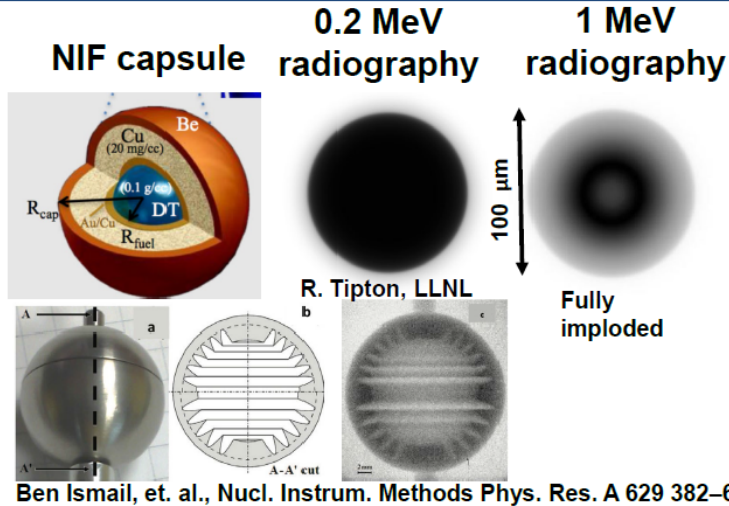 NIF capsule
0.2 MeV
radiography
1 MeV
radiography
Be
Cu
(20 mg/cc)
(0.1 g/cc)
DT
R_cap
Au/Cu
R_fuel
100 µm
R. Tipton, LLNL
Fully
imploded
A
a
A'
b
A-A' cut
c
2mm
Ben Ismail, et. al., Nucl. Instrum. Methods Phys. Res. A 629 382–6